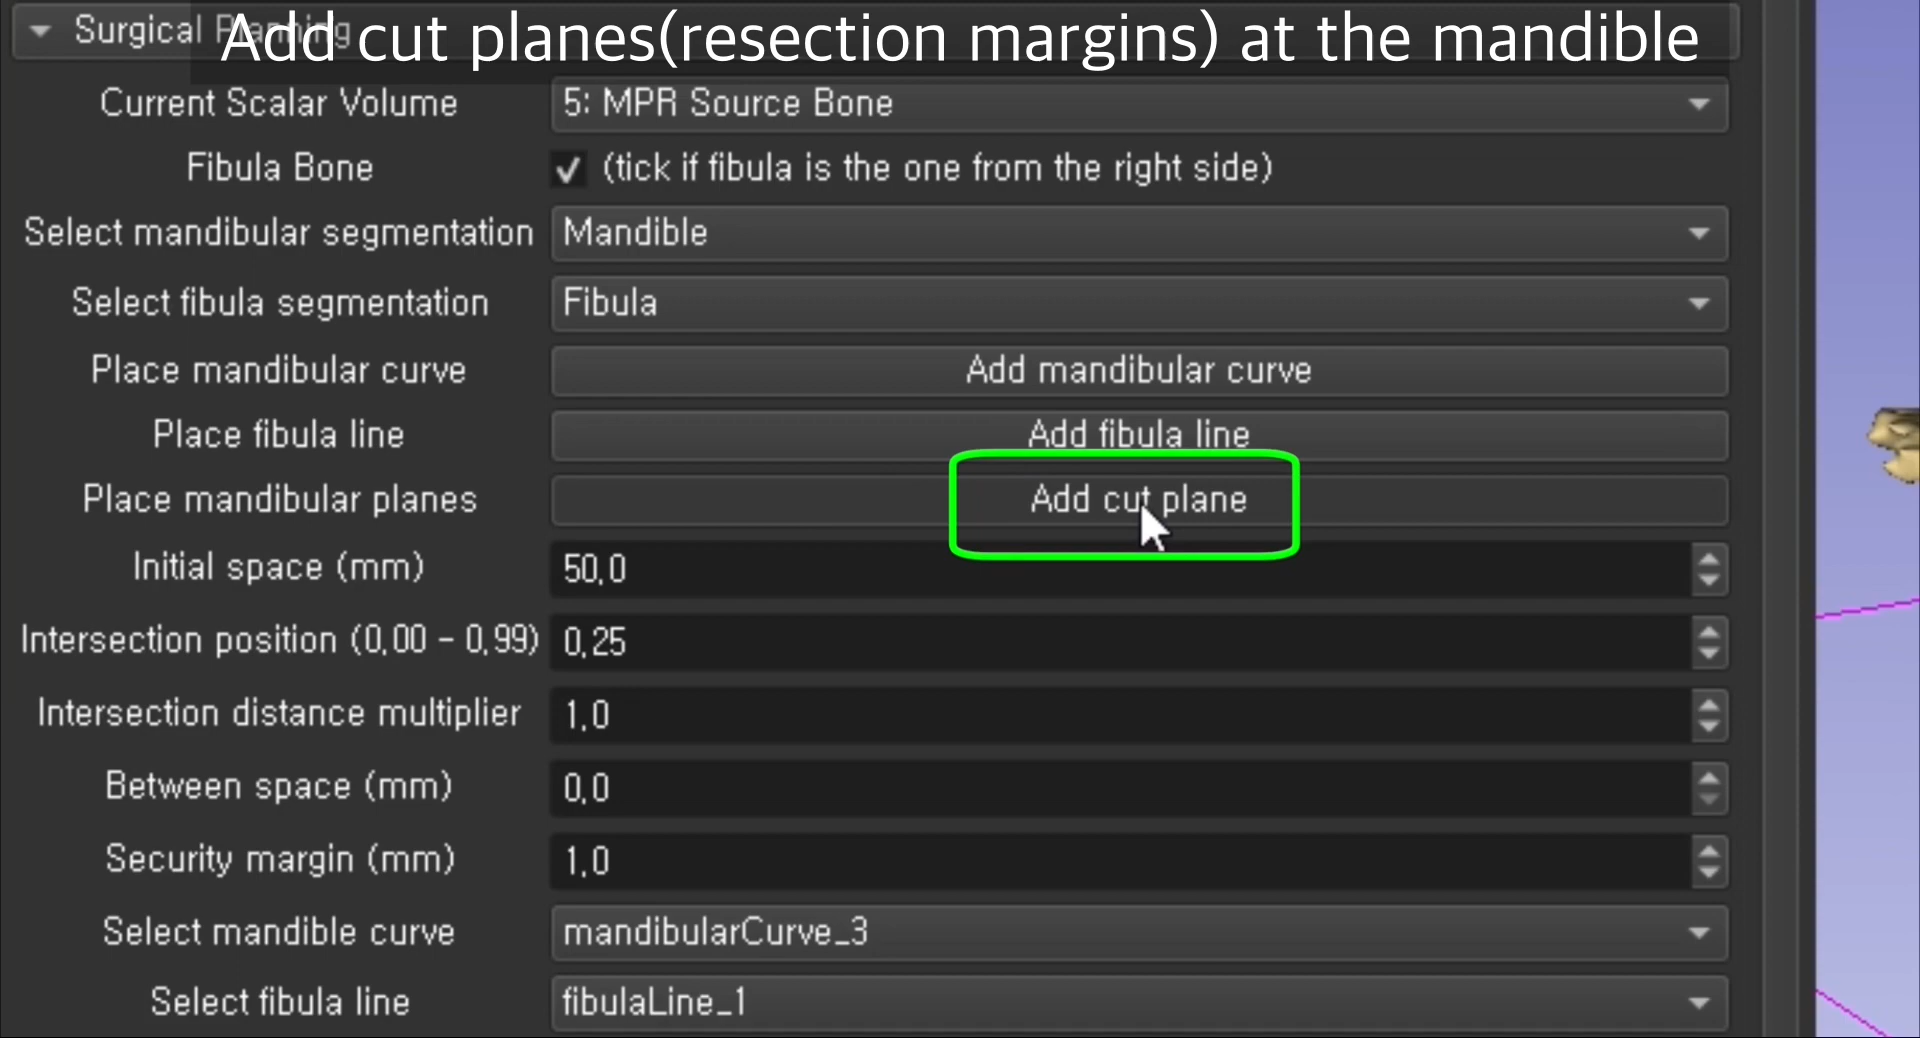 Surgical Planning
Add cut planes(resection margins) at the mandible
Current Scalar Volume 5: MPR Source Bone
Fibula Bone (tick if fibula is the one from the right side)
Select mandibular segmentation Mandible
Select fibula segmentation Fibula
Place mandibular curve Add mandibular curve
Place fibula line Add fibula line
Place mandibular planes Add cut plane
Initial space (mm) 50,0
Intersection position (0,00 - 0,99) 0,25
Intersection distance multiplier 1,0
Between space (mm) 0,0
Security margin (mm) 1,0
Select mandible curve mandibularCurve_3
Select fibula line fibulaLine_1